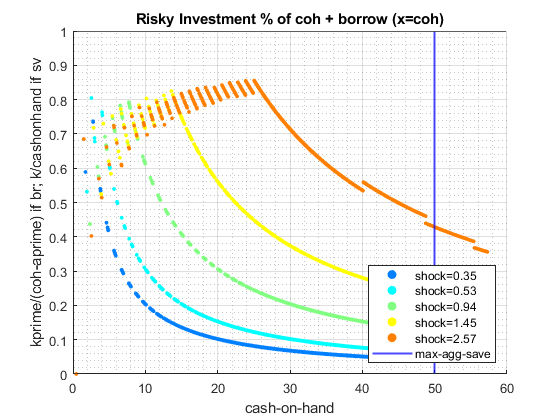 Risky Investment % of coh + borrow (x=coh)
kprime/(coh-aprime) if br; k/cashonhand if sv
1
0.9
0.8
0.7
0.6
0.5
0.4
0.3
0.2
0.1
0
shock=0.35
shock=0.53
shock=0.94
shock=1.45
shock=2.57
max-agg-save
0 10 20 30 40 50 60
cash-on-hand